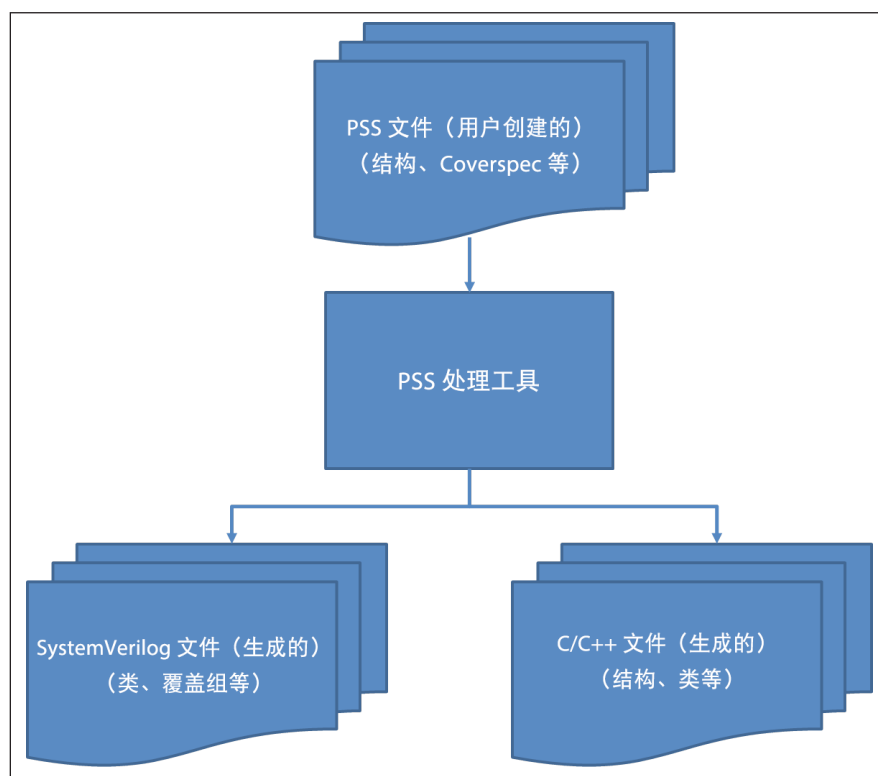 PSS 文件（用户创建的）
（结构、Coverspec 等）
PSS 处理工具
SystemVerilog 文件（生成的）
（类、覆盖组等）
C/C++ 文件（生成的）
（结构、类等）